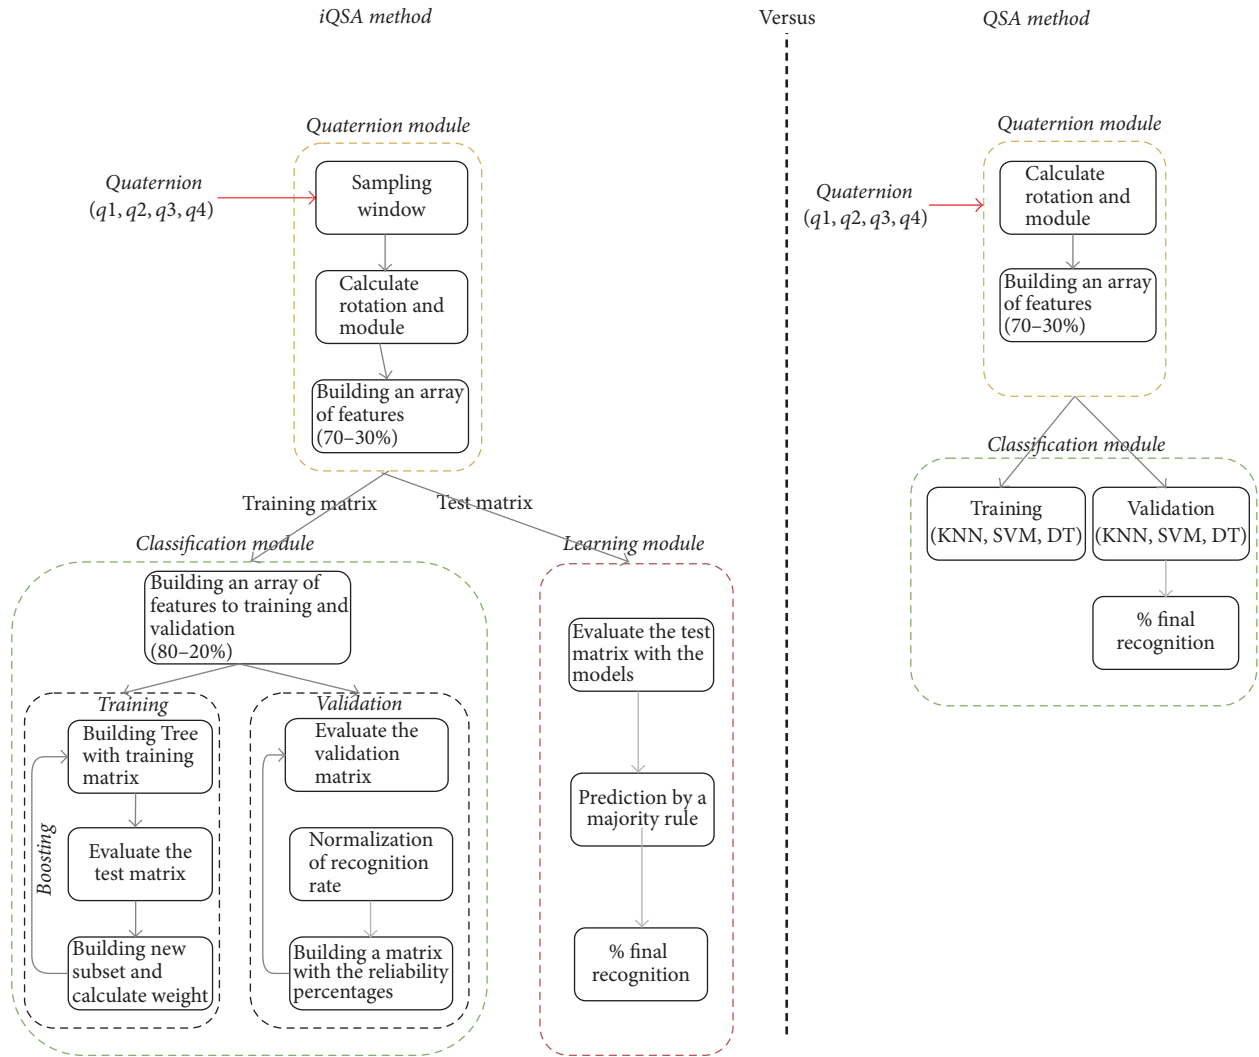 iQSA method
Versus
QSA method
Quaternion module
Quaternion
(q1, q2, q3, q4)
Sampling
window
Calculate
rotation and
module
Building an array
of features
(70–30%)
Training matrix
Test matrix
Classification module
Building an array of
features to training and
validation
(80–20%)
Training
Building Tree
with training
matrix
Evaluate the
test matrix
Building new
subset and
calculate weight
Boosting
Validation
Evaluate the
validation
matrix
Normalization
of recognition
rate
Building a matrix
with the reliability
percentages
Learning module
Evaluate the test
matrix with the
models
Prediction by a
majority rule
% final
recognition
Quaternion module
Quaternion
(q1, q2, q3, q4)
Calculate
rotation and
module
Building an array
of features
(70–30%)
Classification module
Training
(KNN, SVM, DT)
Validation
(KNN, SVM, DT)
% final
recognition